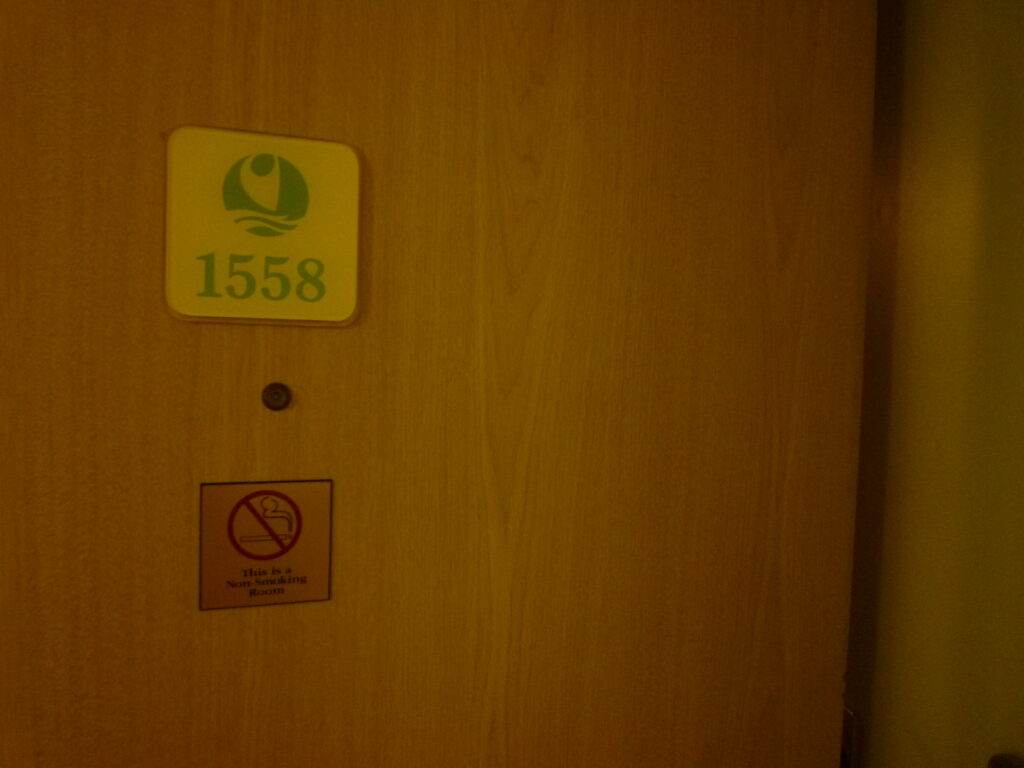 1558
This is a
Non-Smoking
Room